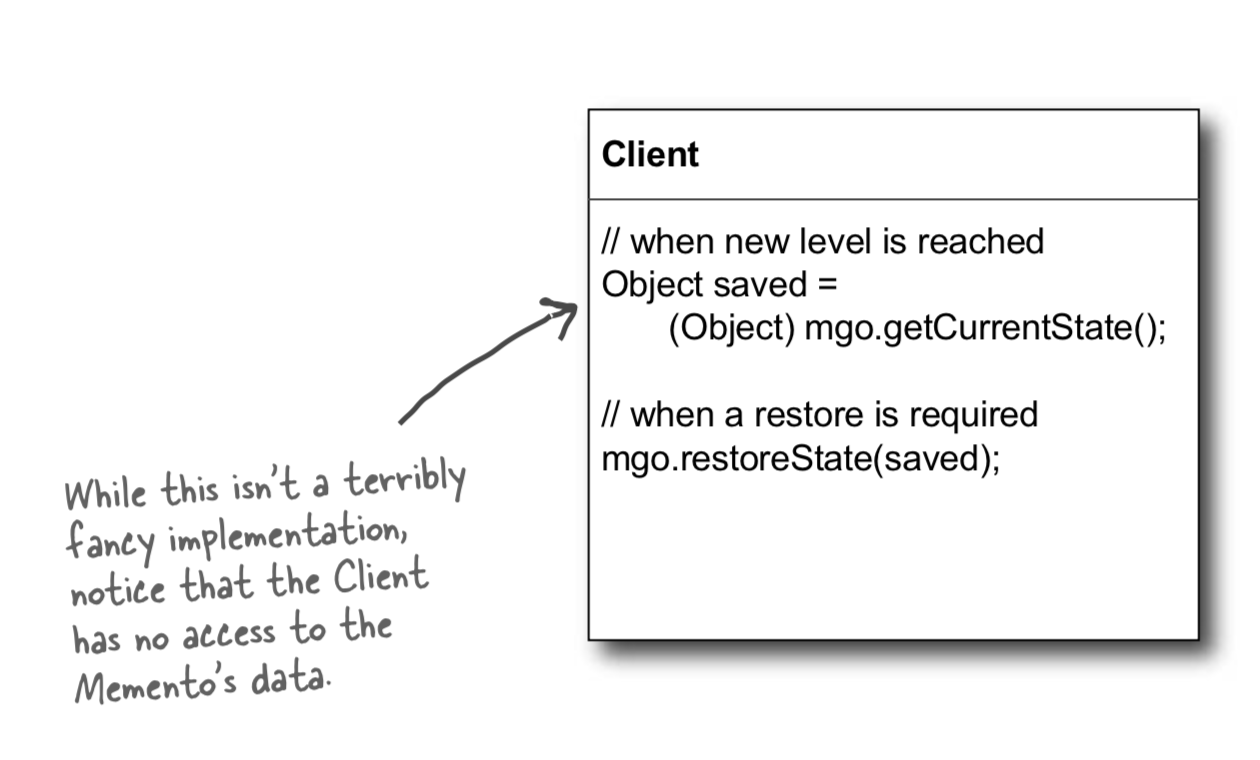 Client
// when new level is reached
Object saved =
(Object) mgo.getCurrentState();
// when a restore is required
mgo.restoreState(saved);
While this isn't a terribly
fancy implementation,
notice that the Client
has no access to the
Memento's data.